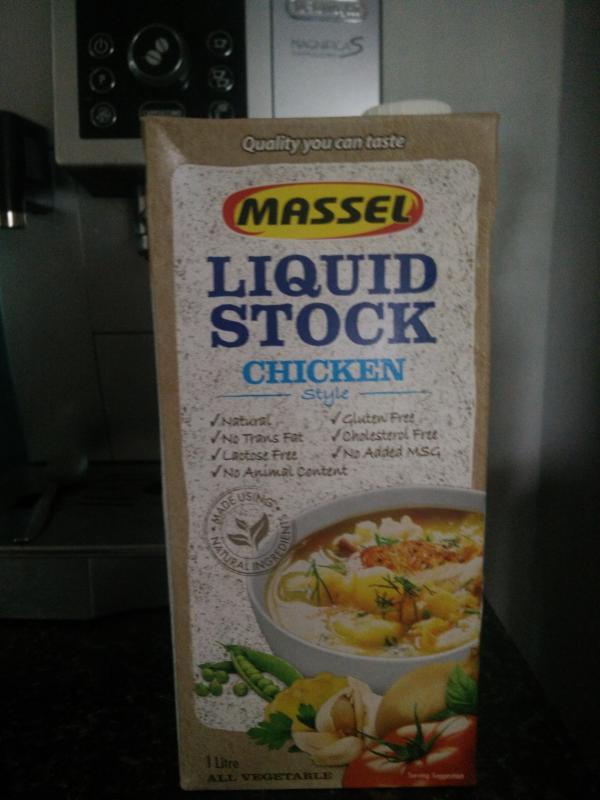 MAGNIFICA S
Quality you can taste
MASSEL
LIQUID
STOCK
CHICKEN
Style
✓Natural
✓No Trans Fat
✓Lactose Free
✓No Animal Content
✓Gluten Free
✓Cholesterol Free
✓No Added MSG
• MADE USING •
NATURAL INGREDIENTS
1 Litre
ALL VEGETABLE
Serving Suggestion